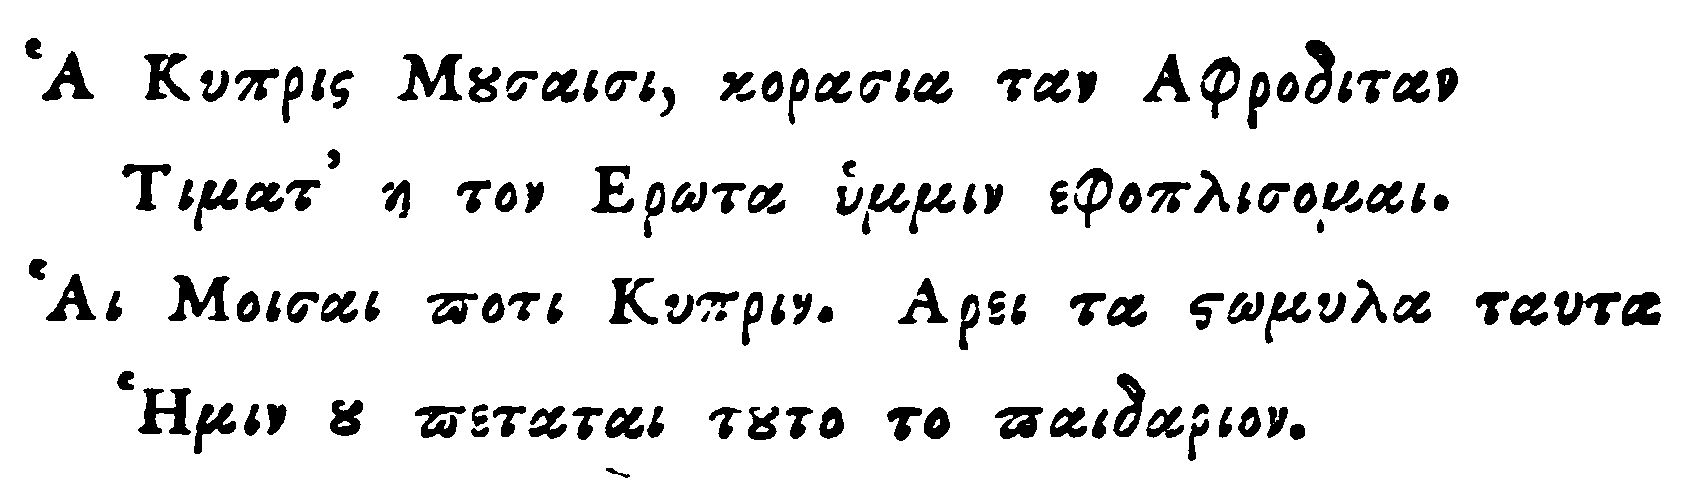 Ἁ Κυπρις Μȣσαισι, κορασια ταν Αφροδιταν
Τιματ’ η τον Ερωτα ὑμμιν εφοπλισομαι.
Ἁι Μοισαι ϖοτι Κυπριν. Αρει τα ϛωμυλα ταυτα
Ἡμιν ȣ ϖεταται τȣτο το ϖαιδαριον.